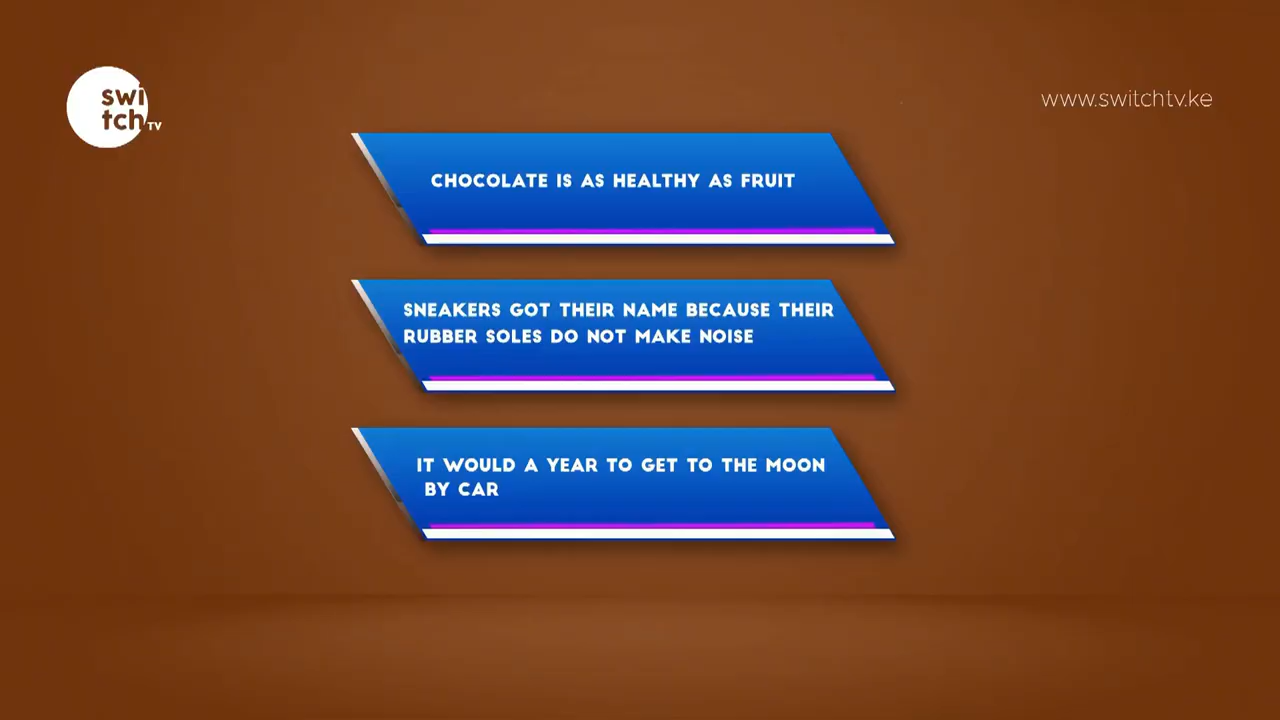 swi
tch TV
www.switchtv.ke
CHOCOLATE IS AS HEALTHY AS FRUIT
SNEAKERS GOT THEIR NAME BECAUSE THEIR
RUBBER SOLES DO NOT MAKE NOISE
IT WOULD A YEAR TO GET TO THE MOON
BY CAR